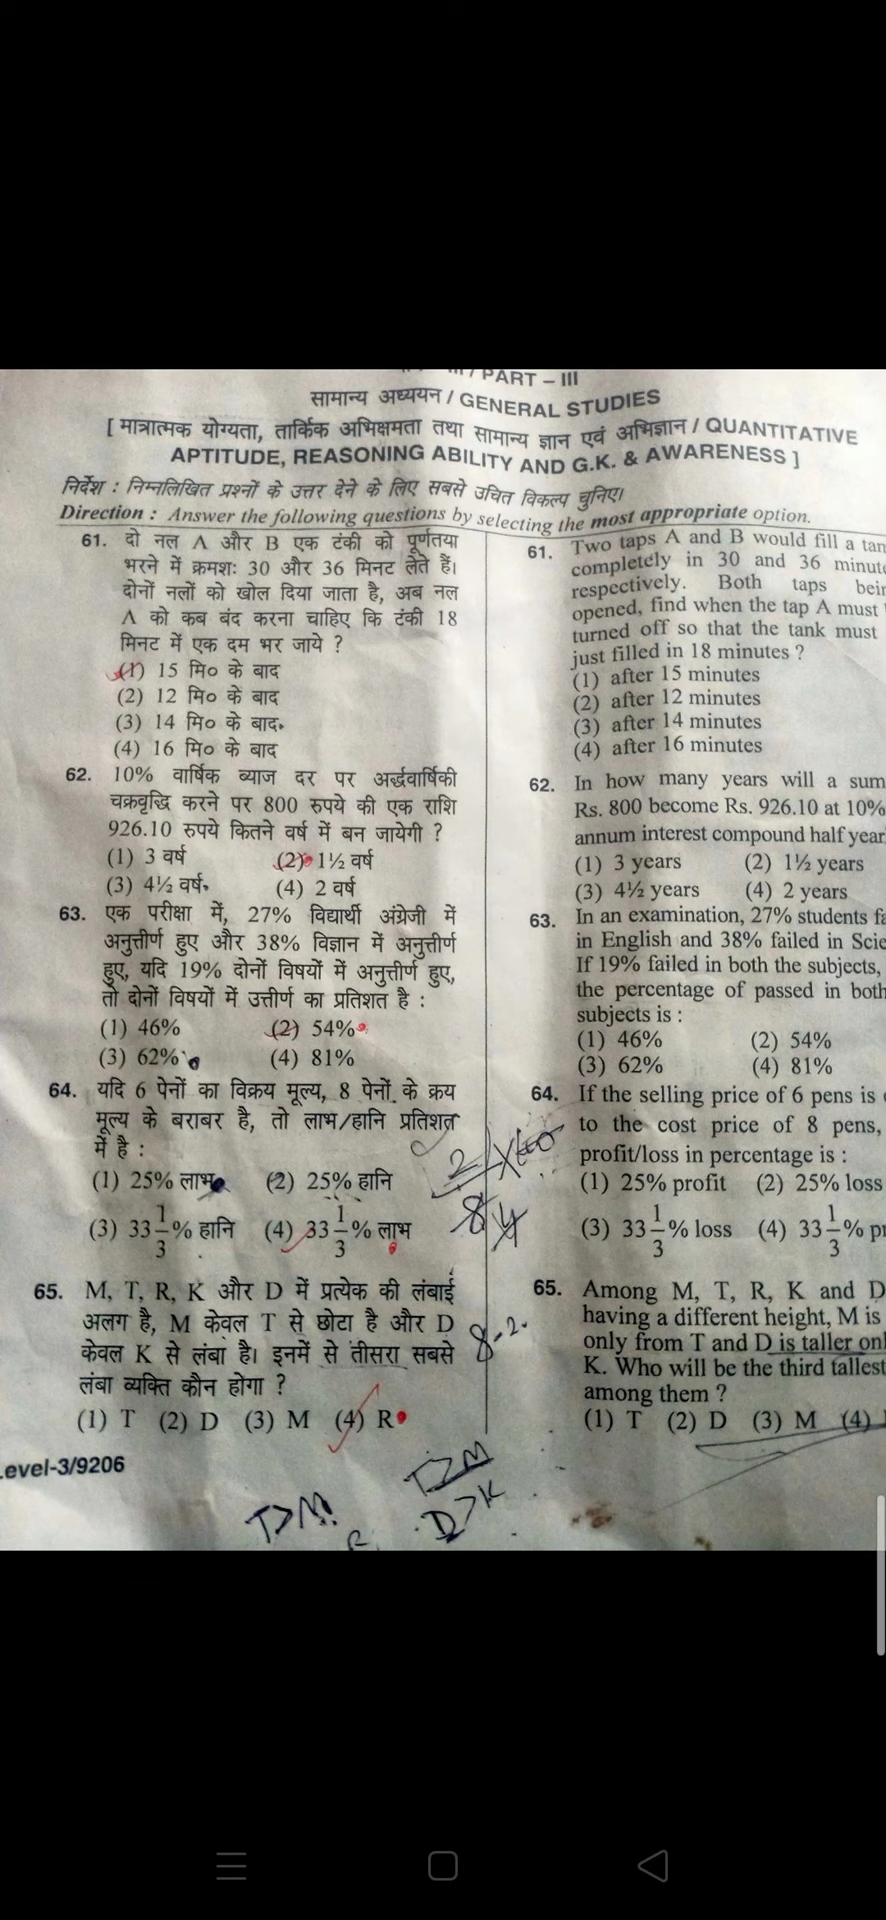 PART – III
सामान्य अध्ययन / GENERAL STUDIES
[ मात्रात्मक योग्यता, तार्किक अभिक्षमता तथा सामान्य ज्ञान एवं अभिज्ञान / QUANTITATIVE
APTITUDE, REASONING ABILITY AND G.K. & AWARENESS ]
निर्देश : निम्नलिखित प्रश्नों के उत्तर देने के लिए सबसे उचित विकल्प चुनिए।
Direction : Answer the following questions by selecting the most appropriate option.
61. दो नल A और B एक टंकी को पूर्णतया
भरने में क्रमशः 30 और 36 मिनट लेते हैं।
दोनों नलों को खोल दिया जाता है, अब नल
A को कब बंद करना चाहिए कि टंकी 18
मिनट में एक दम भर जाये ?
(1) 15 मि० के बाद
(2) 12 मि० के बाद
(3) 14 मि० के बाद
(4) 16 मि० के बाद
62. 10% वार्षिक ब्याज दर पर अर्द्धवार्षिकी
चक्रवृद्धि करने पर 800 रुपये की एक राशि
926.10 रुपये कितने वर्ष में बन जायेगी ?
(1) 3 वर्ष (2) 1½ वर्ष
(3) 4½ वर्ष (4) 2 वर्ष
63. एक परीक्षा में, 27% विद्यार्थी अंग्रेजी में
अनुत्तीर्ण हुए और 38% विज्ञान में अनुत्तीर्ण
हुए, यदि 19% दोनों विषयों में अनुत्तीर्ण हुए,
तो दोनों विषयों में उत्तीर्ण का प्रतिशत है :
(1) 46% (2) 54%
(3) 62% (4) 81%
64. यदि 6 पेनों का विक्रय मूल्य, 8 पेनों के क्रय
मूल्य के बराबर है, तो लाभ/हानि प्रतिशत
में है :
(1) 25% लाभ (2) 25% हानि
(3) 33 1/3 % हानि (4) 33 1/3 % लाभ
65. M, T, R, K और D में प्रत्येक की लंबाई
अलग है, M केवल T से छोटा है और D
केवल K से लंबा है। इनमें से तीसरा सबसे
लंबा व्यक्ति कौन होगा ?
(1) T (2) D (3) M (4) R
evel-3/9206
61. Two taps A and B would fill a tan
completely in 30 and 36 minut
respectively. Both taps bein
opened, find when the tap A must
turned off so that the tank must
just filled in 18 minutes ?
(1) after 15 minutes
(2) after 12 minutes
(3) after 14 minutes
(4) after 16 minutes
62. In how many years will a sum
Rs. 800 become Rs. 926.10 at 10%
annum interest compound half year
(1) 3 years (2) 1½ years
(3) 4½ years (4) 2 years
63. In an examination, 27% students fa
in English and 38% failed in Scie
If 19% failed in both the subjects,
the percentage of passed in both
subjects is :
(1) 46% (2) 54%
(3) 62% (4) 81%
64. If the selling price of 6 pens is
to the cost price of 8 pens,
profit/loss in percentage is :
(1) 25% profit (2) 25% loss
(3) 33 1/3 % loss (4) 33 1/3 % p
65. Among M, T, R, K and D
having a different height, M is
only from T and D is taller onl
K. Who will be the third tallest
among them ?
(1) T (2) D (3) M (4)
8-2.
T>M
D>K
T>M